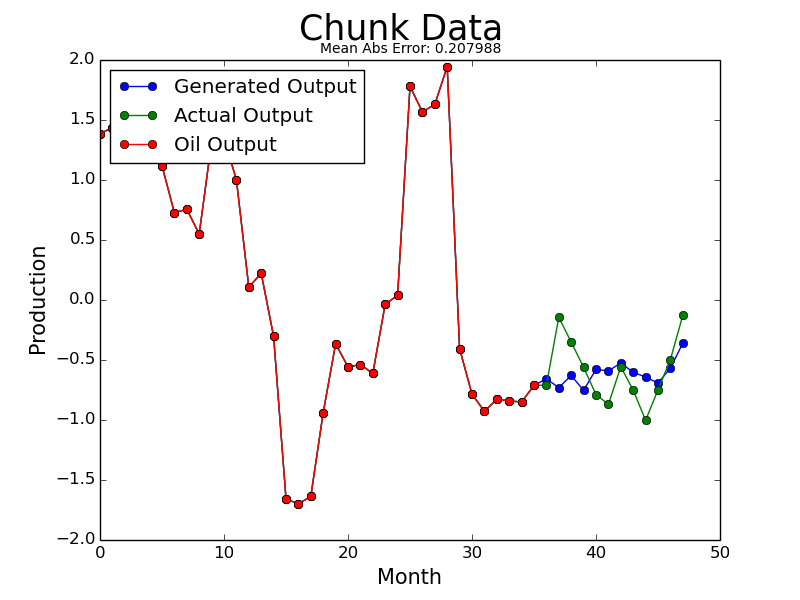 Chunk Data
Mean Abs Error: 0.207988
Generated Output
Actual Output
Oil Output
2.0
1.5
1.0
0.5
0.0
−0.5
−1.0
−1.5
−2.0
Production
0 10 20 30 40 50
Month